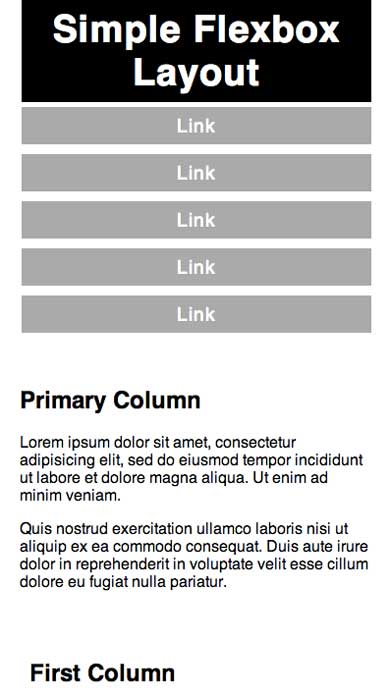 Simple Flexbox
Layout
Link
Link
Link
Link
Link
Primary Column
Lorem ipsum dolor sit amet, consectetur
adipisicing elit, sed do eiusmod tempor incididunt
ut labore et dolore magna aliqua. Ut enim ad
minim veniam.
Quis nostrud exercitation ullamco laboris nisi ut
aliquip ex ea commodo consequat. Duis aute irure
dolor in reprehenderit in voluptate velit esse cillum
dolore eu fugiat nulla pariatur.
First Column